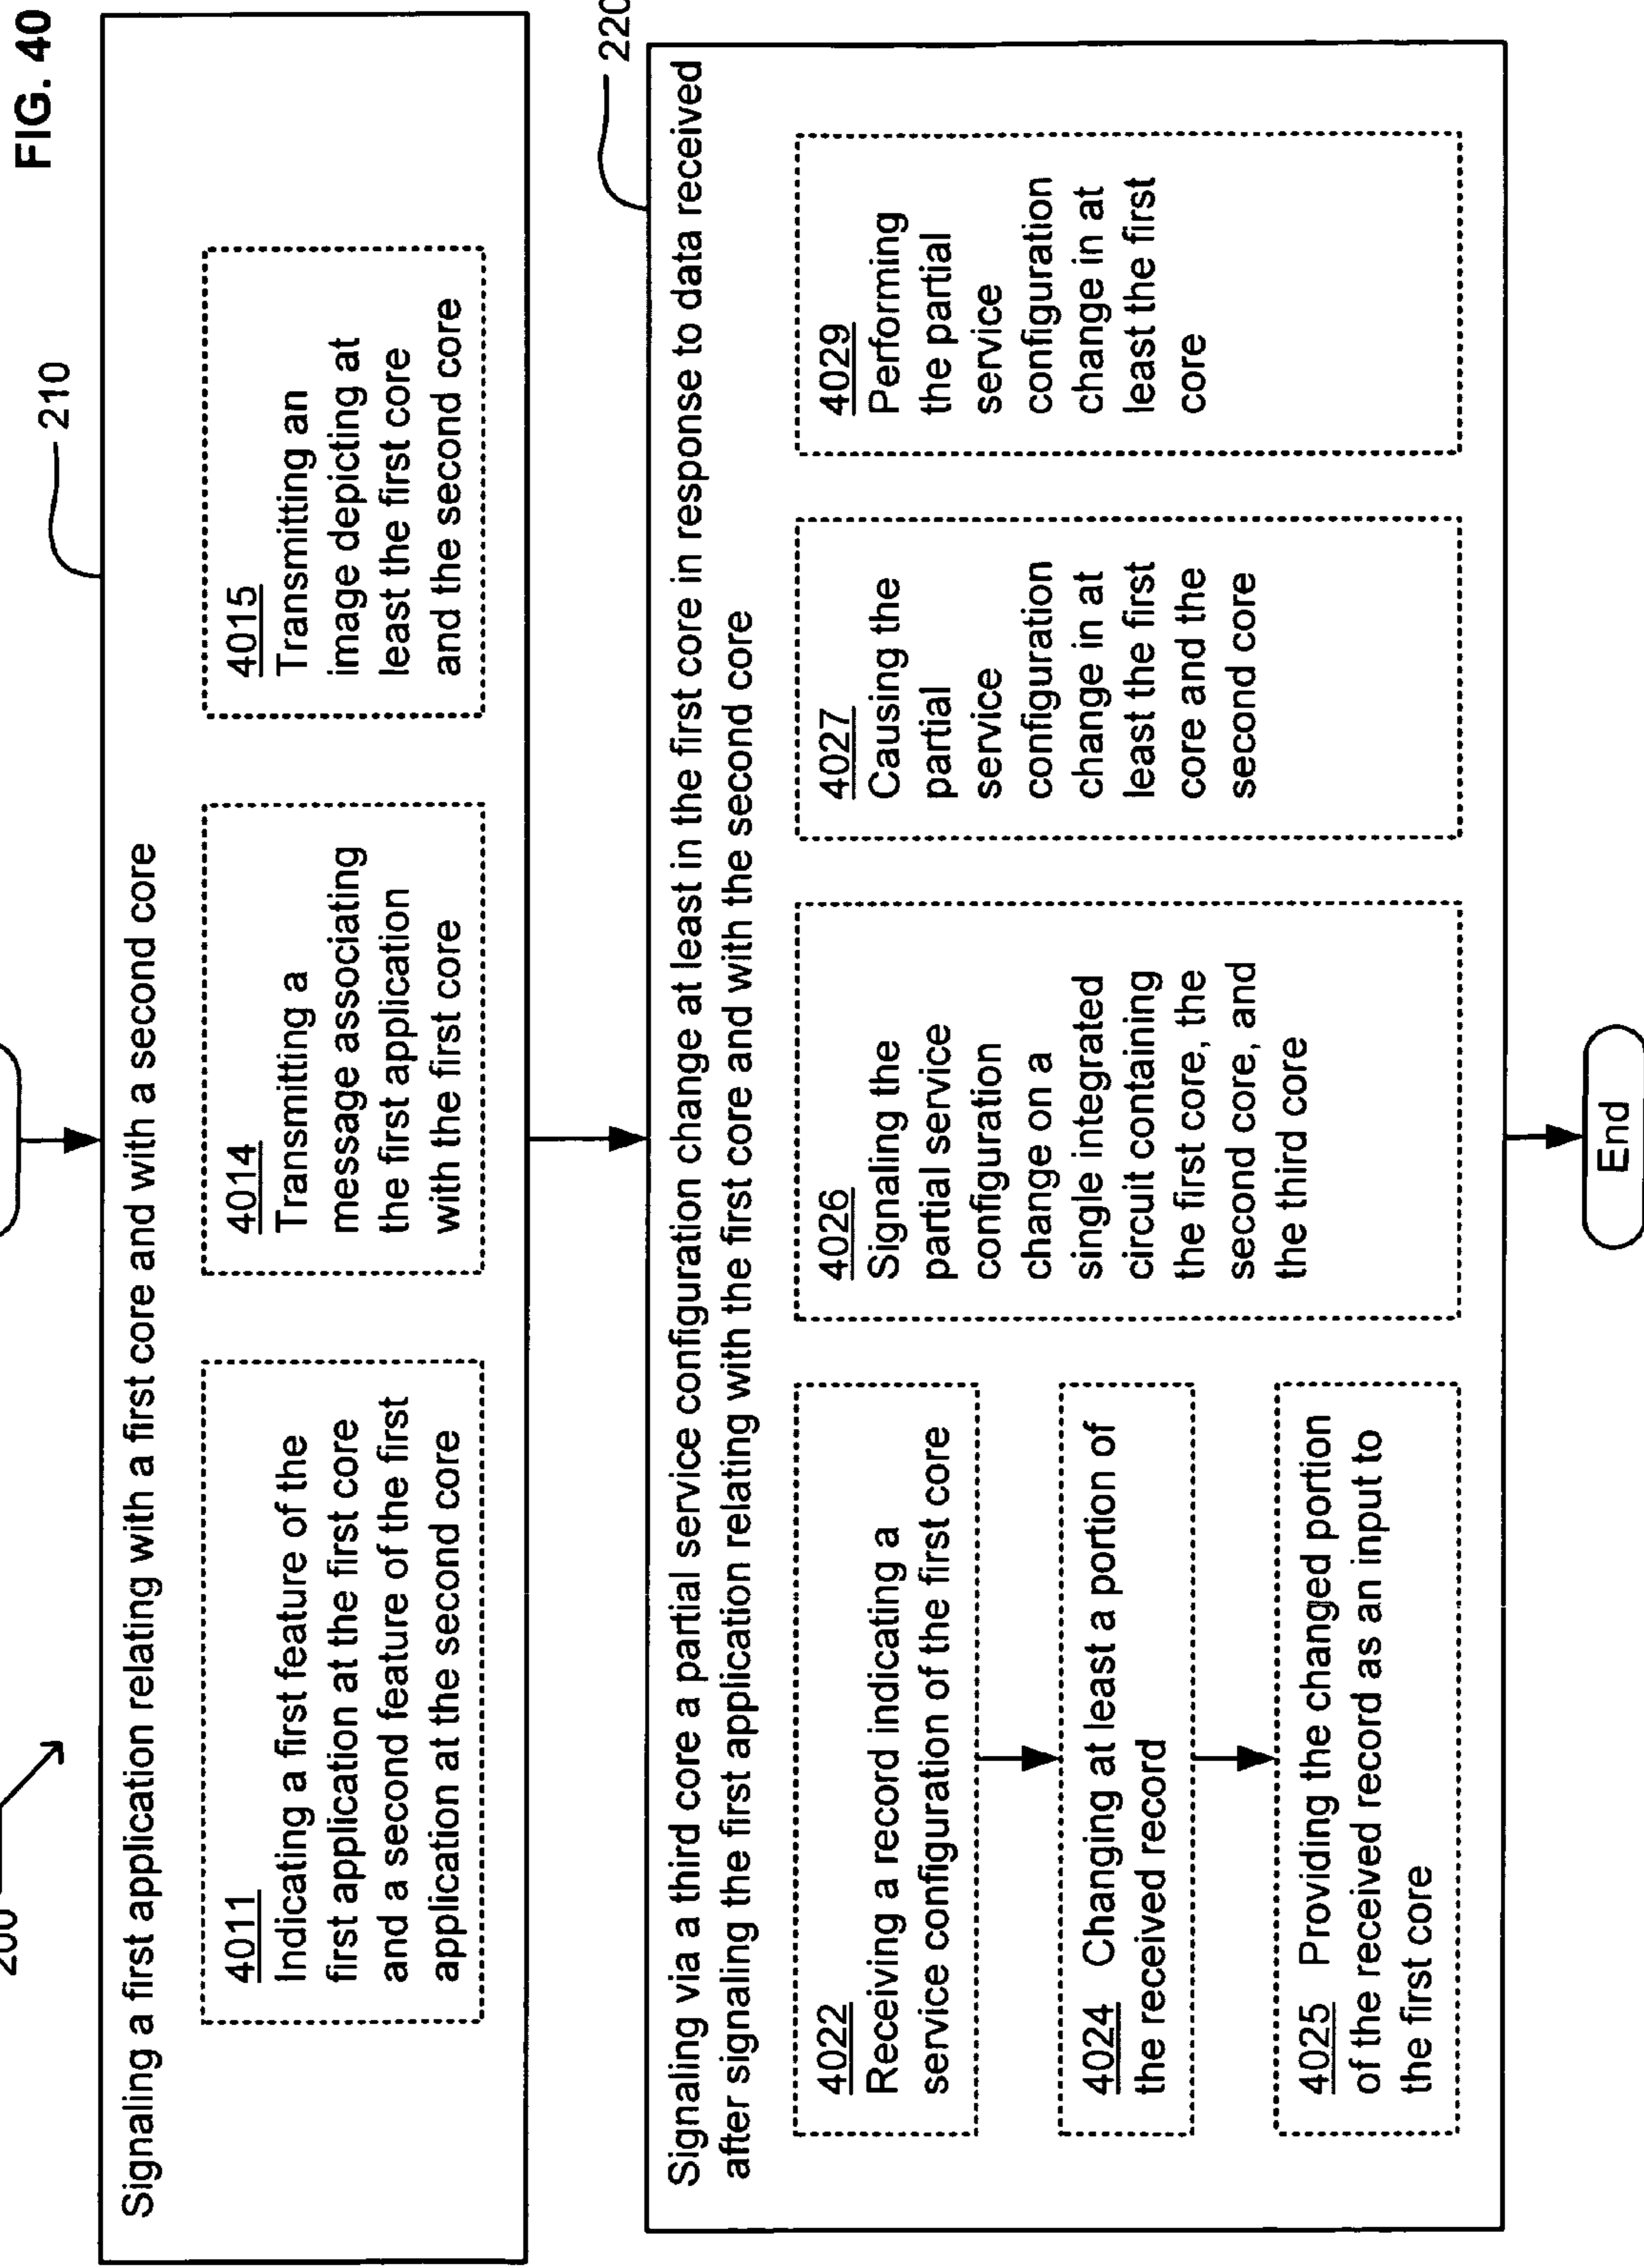 FIG. 40
200
210
Signaling a first application relating with a first core and with a second core
4011
Indicating a first feature of the
first application at the first core
and a second feature of the first
application at the second core
4014
Transmitting a
message associating
the first application
with the first core
4015
Transmitting an
image depicting at
least the first core
and the second core
220
Signaling via a third core a partial service configuration change at least in the first core in response to data received
after signaling the first application relating with the first core and with the second core
4022
Receiving a record indicating a
service configuration of the first core
4024 Changing at least a portion of
the received record
4025 Providing the changed portion
of the received record as an input to
the first core
4026
Signaling the
partial service
configuration
change on a
single integrated
circuit containing
the first core, the
second core, and
the third core
4027
Causing the
partial
service
configuration
change in at
least the first
core and the
second core
4029
Performing
the partial
service
configuration
change in at
least the first
core
End